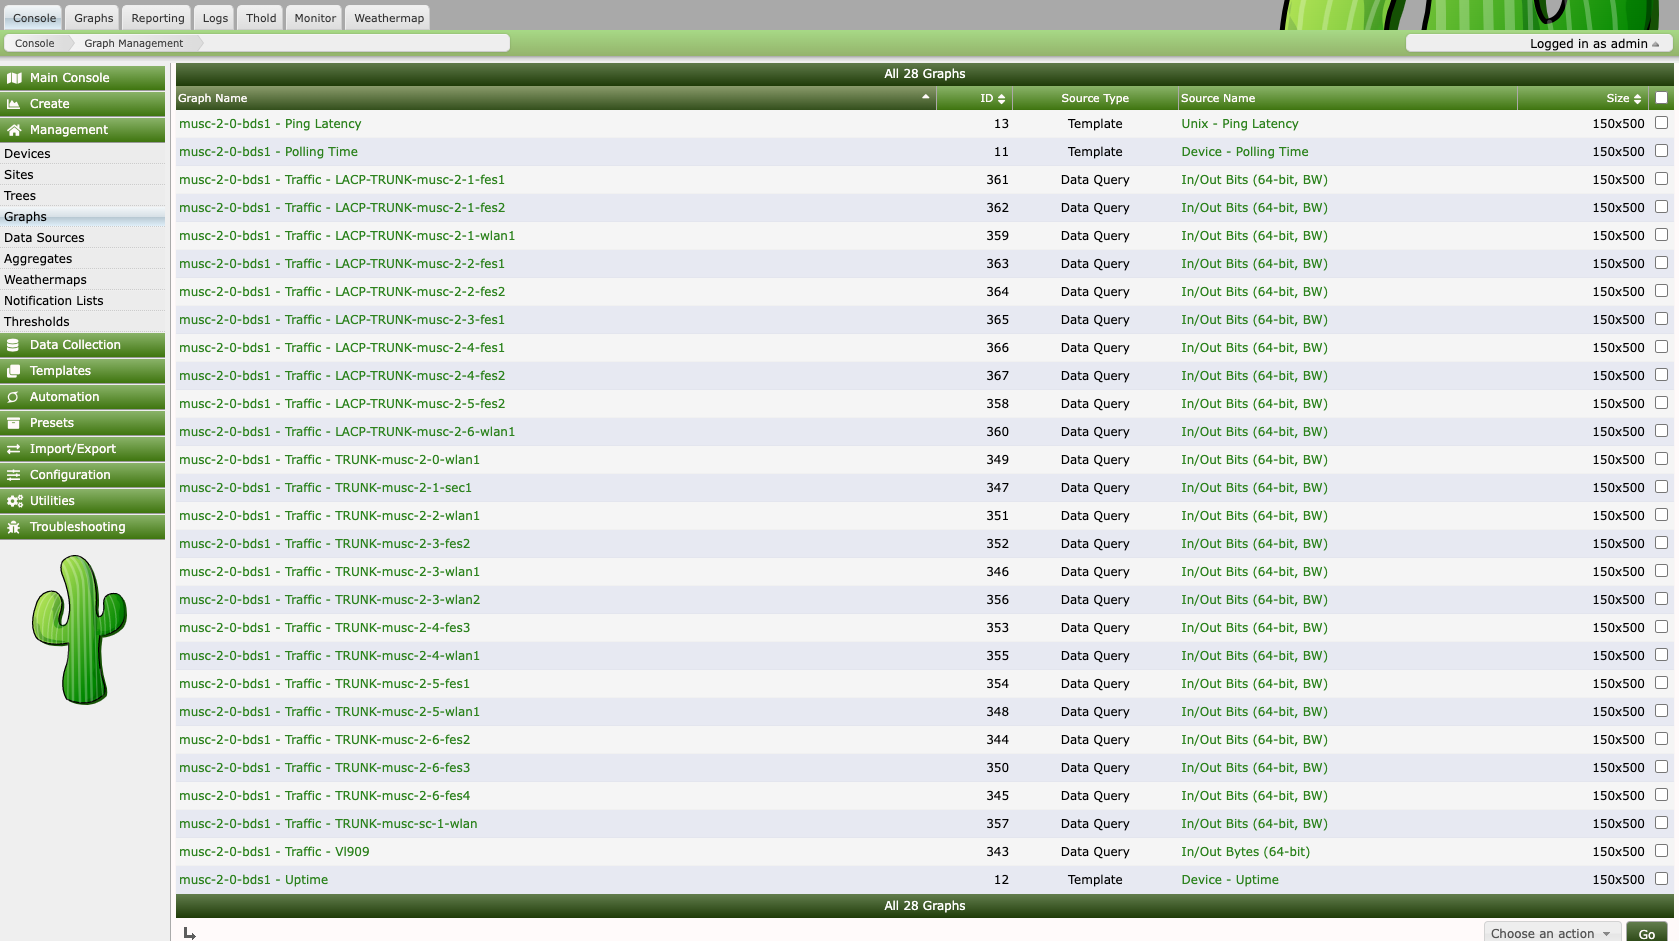 Console Graphs Reporting Logs Thold Monitor Weathermap
Console Graph Management Logged in as admin
Main Console
Create
Management
Devices
Sites
Trees
Graphs
Data Sources
Aggregates
Weathermaps
Notification Lists
Thresholds
Data Collection
Templates
Automation
Presets
Import/Export
Configuration
Utilities
Troubleshooting
All 28 Graphs
Graph Name ID Source Type Source Name Size
musc-2-0-bds1 - Ping Latency 13 Template Unix - Ping Latency 150x500
musc-2-0-bds1 - Polling Time 11 Template Device - Polling Time 150x500
musc-2-0-bds1 - Traffic - LACP-TRUNK-musc-2-1-fes1 361 Data Query In/Out Bits (64-bit, BW) 150x500
musc-2-0-bds1 - Traffic - LACP-TRUNK-musc-2-1-fes2 362 Data Query In/Out Bits (64-bit, BW) 150x500
musc-2-0-bds1 - Traffic - LACP-TRUNK-musc-2-1-wlan1 359 Data Query In/Out Bits (64-bit, BW) 150x500
musc-2-0-bds1 - Traffic - LACP-TRUNK-musc-2-2-fes1 363 Data Query In/Out Bits (64-bit, BW) 150x500
musc-2-0-bds1 - Traffic - LACP-TRUNK-musc-2-2-fes2 364 Data Query In/Out Bits (64-bit, BW) 150x500
musc-2-0-bds1 - Traffic - LACP-TRUNK-musc-2-3-fes1 365 Data Query In/Out Bits (64-bit, BW) 150x500
musc-2-0-bds1 - Traffic - LACP-TRUNK-musc-2-4-fes1 366 Data Query In/Out Bits (64-bit, BW) 150x500
musc-2-0-bds1 - Traffic - LACP-TRUNK-musc-2-4-fes2 367 Data Query In/Out Bits (64-bit, BW) 150x500
musc-2-0-bds1 - Traffic - LACP-TRUNK-musc-2-5-fes2 358 Data Query In/Out Bits (64-bit, BW) 150x500
musc-2-0-bds1 - Traffic - LACP-TRUNK-musc-2-6-wlan1 360 Data Query In/Out Bits (64-bit, BW) 150x500
musc-2-0-bds1 - Traffic - TRUNK-musc-2-0-wlan1 349 Data Query In/Out Bits (64-bit, BW) 150x500
musc-2-0-bds1 - Traffic - TRUNK-musc-2-1-sec1 347 Data Query In/Out Bits (64-bit, BW) 150x500
musc-2-0-bds1 - Traffic - TRUNK-musc-2-2-wlan1 351 Data Query In/Out Bits (64-bit, BW) 150x500
musc-2-0-bds1 - Traffic - TRUNK-musc-2-3-fes2 352 Data Query In/Out Bits (64-bit, BW) 150x500
musc-2-0-bds1 - Traffic - TRUNK-musc-2-3-wlan1 346 Data Query In/Out Bits (64-bit, BW) 150x500
musc-2-0-bds1 - Traffic - TRUNK-musc-2-3-wlan2 356 Data Query In/Out Bits (64-bit, BW) 150x500
musc-2-0-bds1 - Traffic - TRUNK-musc-2-4-fes3 353 Data Query In/Out Bits (64-bit, BW) 150x500
musc-2-0-bds1 - Traffic - TRUNK-musc-2-4-wlan1 355 Data Query In/Out Bits (64-bit, BW) 150x500
musc-2-0-bds1 - Traffic - TRUNK-musc-2-5-fes1 354 Data Query In/Out Bits (64-bit, BW) 150x500
musc-2-0-bds1 - Traffic - TRUNK-musc-2-5-wlan1 348 Data Query In/Out Bits (64-bit, BW) 150x500
musc-2-0-bds1 - Traffic - TRUNK-musc-2-6-fes2 344 Data Query In/Out Bits (64-bit, BW) 150x500
musc-2-0-bds1 - Traffic - TRUNK-musc-2-6-fes3 350 Data Query In/Out Bits (64-bit, BW) 150x500
musc-2-0-bds1 - Traffic - TRUNK-musc-2-6-fes4 345 Data Query In/Out Bits (64-bit, BW) 150x500
musc-2-0-bds1 - Traffic - TRUNK-musc-sc-1-wlan 357 Data Query In/Out Bits (64-bit, BW) 150x500
musc-2-0-bds1 - Traffic - Vl909 343 Data Query In/Out Bytes (64-bit) 150x500
musc-2-0-bds1 - Uptime 12 Template Device - Uptime 150x500
All 28 Graphs
Choose an action Go